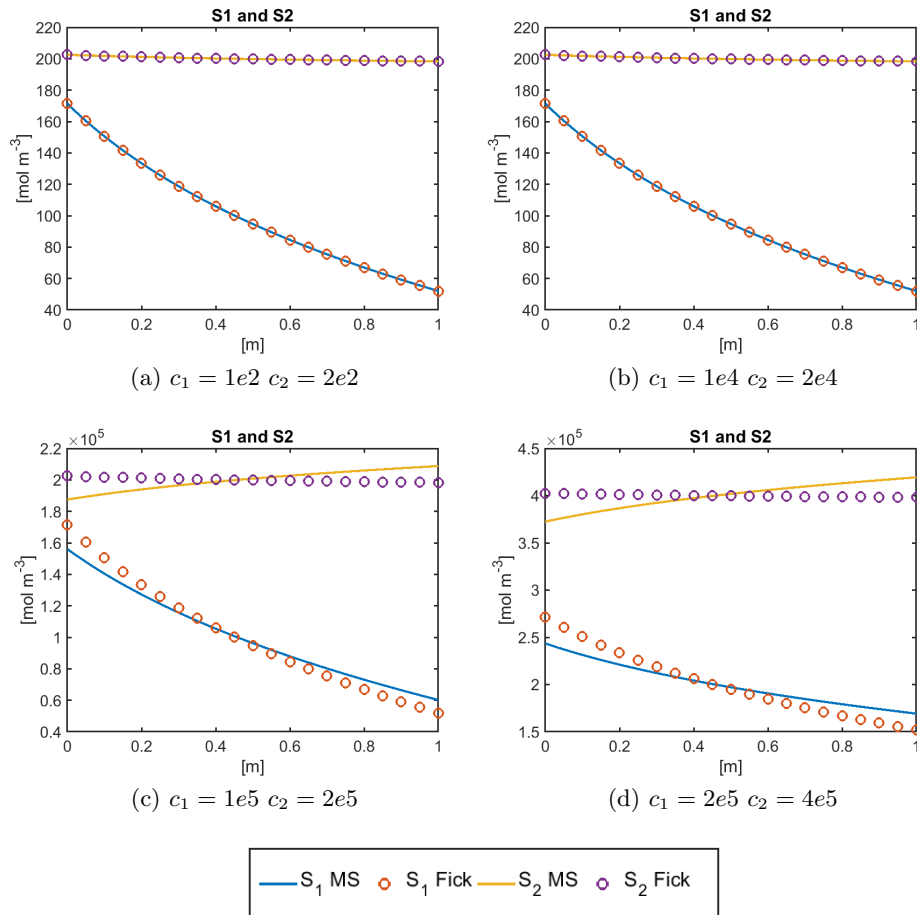 S1 and S2
220
200
180
160
140
120
100
80
60
40
[mol m⁻³]
0 0.2 0.4 0.6 0.8 1
[m]
(a) c₁ = 1e2 c₂ = 2e2
S1 and S2
220
200
180
160
140
120
100
80
60
40
[mol m⁻³]
0 0.2 0.4 0.6 0.8 1
[m]
(b) c₁ = 1e4 c₂ = 2e4
S1 and S2
×10⁵
2.2
2
1.8
1.6
1.4
1.2
1
0.8
0.6
0.4
[mol m⁻³]
0 0.2 0.4 0.6 0.8 1
[m]
(c) c₁ = 1e5 c₂ = 2e5
S1 and S2
×10⁵
4.5
4
3.5
3
2.5
2
1.5
[mol m⁻³]
0 0.2 0.4 0.6 0.8 1
[m]
(d) c₁ = 2e5 c₂ = 4e5
S₁ MS S₁ Fick S₂ MS S₂ Fick